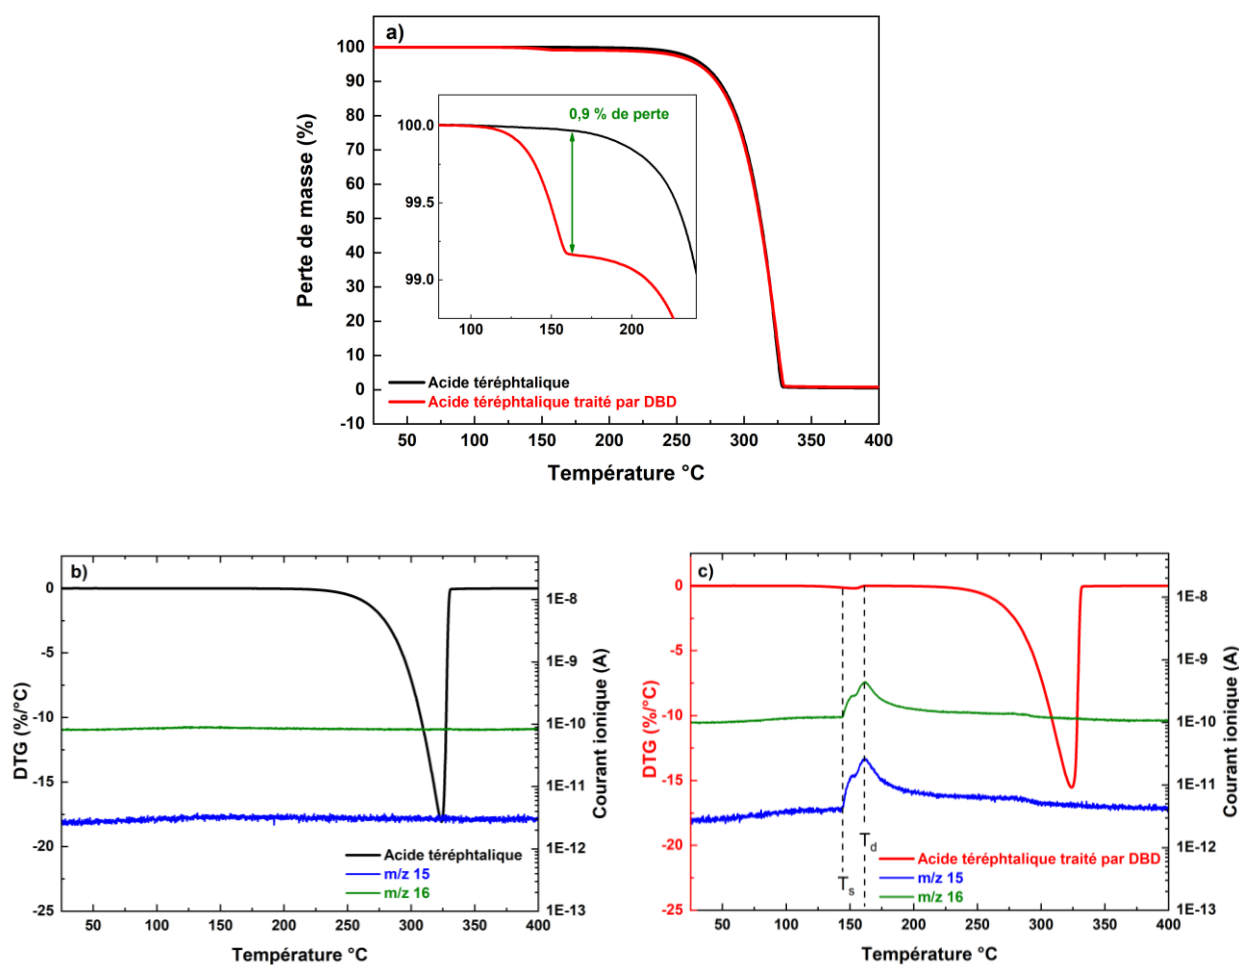 a)
Perte de masse (%)
100
90
80
70
60
50
40
30
20
10
0
-10
0,9 % de perte
100.0
99.5
99.0
100 150 200
Acide téréphtalique
Acide téréphtalique traité par DBD
50 100 150 200 250 300 350 400
Température °C
b)
DTG (%/°C)
0
-5
-10
-15
-20
-25
1E-8
1E-9
1E-10
1E-11
1E-12
1E-13
Courant ionique (A)
Acide téréphtalique
m/z 15
m/z 16
50 100 150 200 250 300 350 400
Température °C
c)
DTG (%/°C)
0
-5
-10
-15
-20
-25
1E-8
1E-9
1E-10
1E-11
1E-12
1E-13
Courant ionique (A)
Td
Ts
Acide téréphtalique traité par DBD
m/z 15
m/z 16
50 100 150 200 250 300 350 400
Température °C